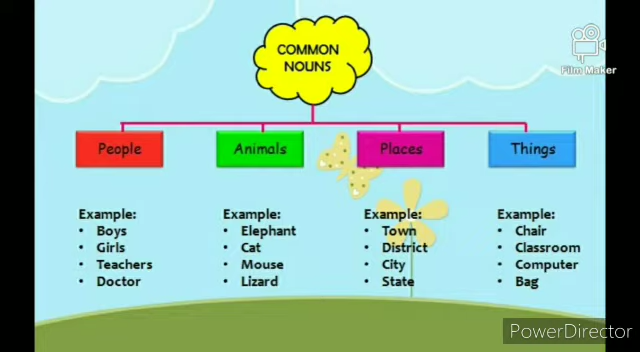 COMMON
NOUNS
Film Maker
People
Animals
Places
Things
Example:
• Boys
• Girls
• Teachers
• Doctor
Example:
• Elephant
• Cat
• Mouse
• Lizard
Example:
• Town
• District
• City
• State
Example:
• Chair
• Classroom
• Computer
• Bag
PowerDirector